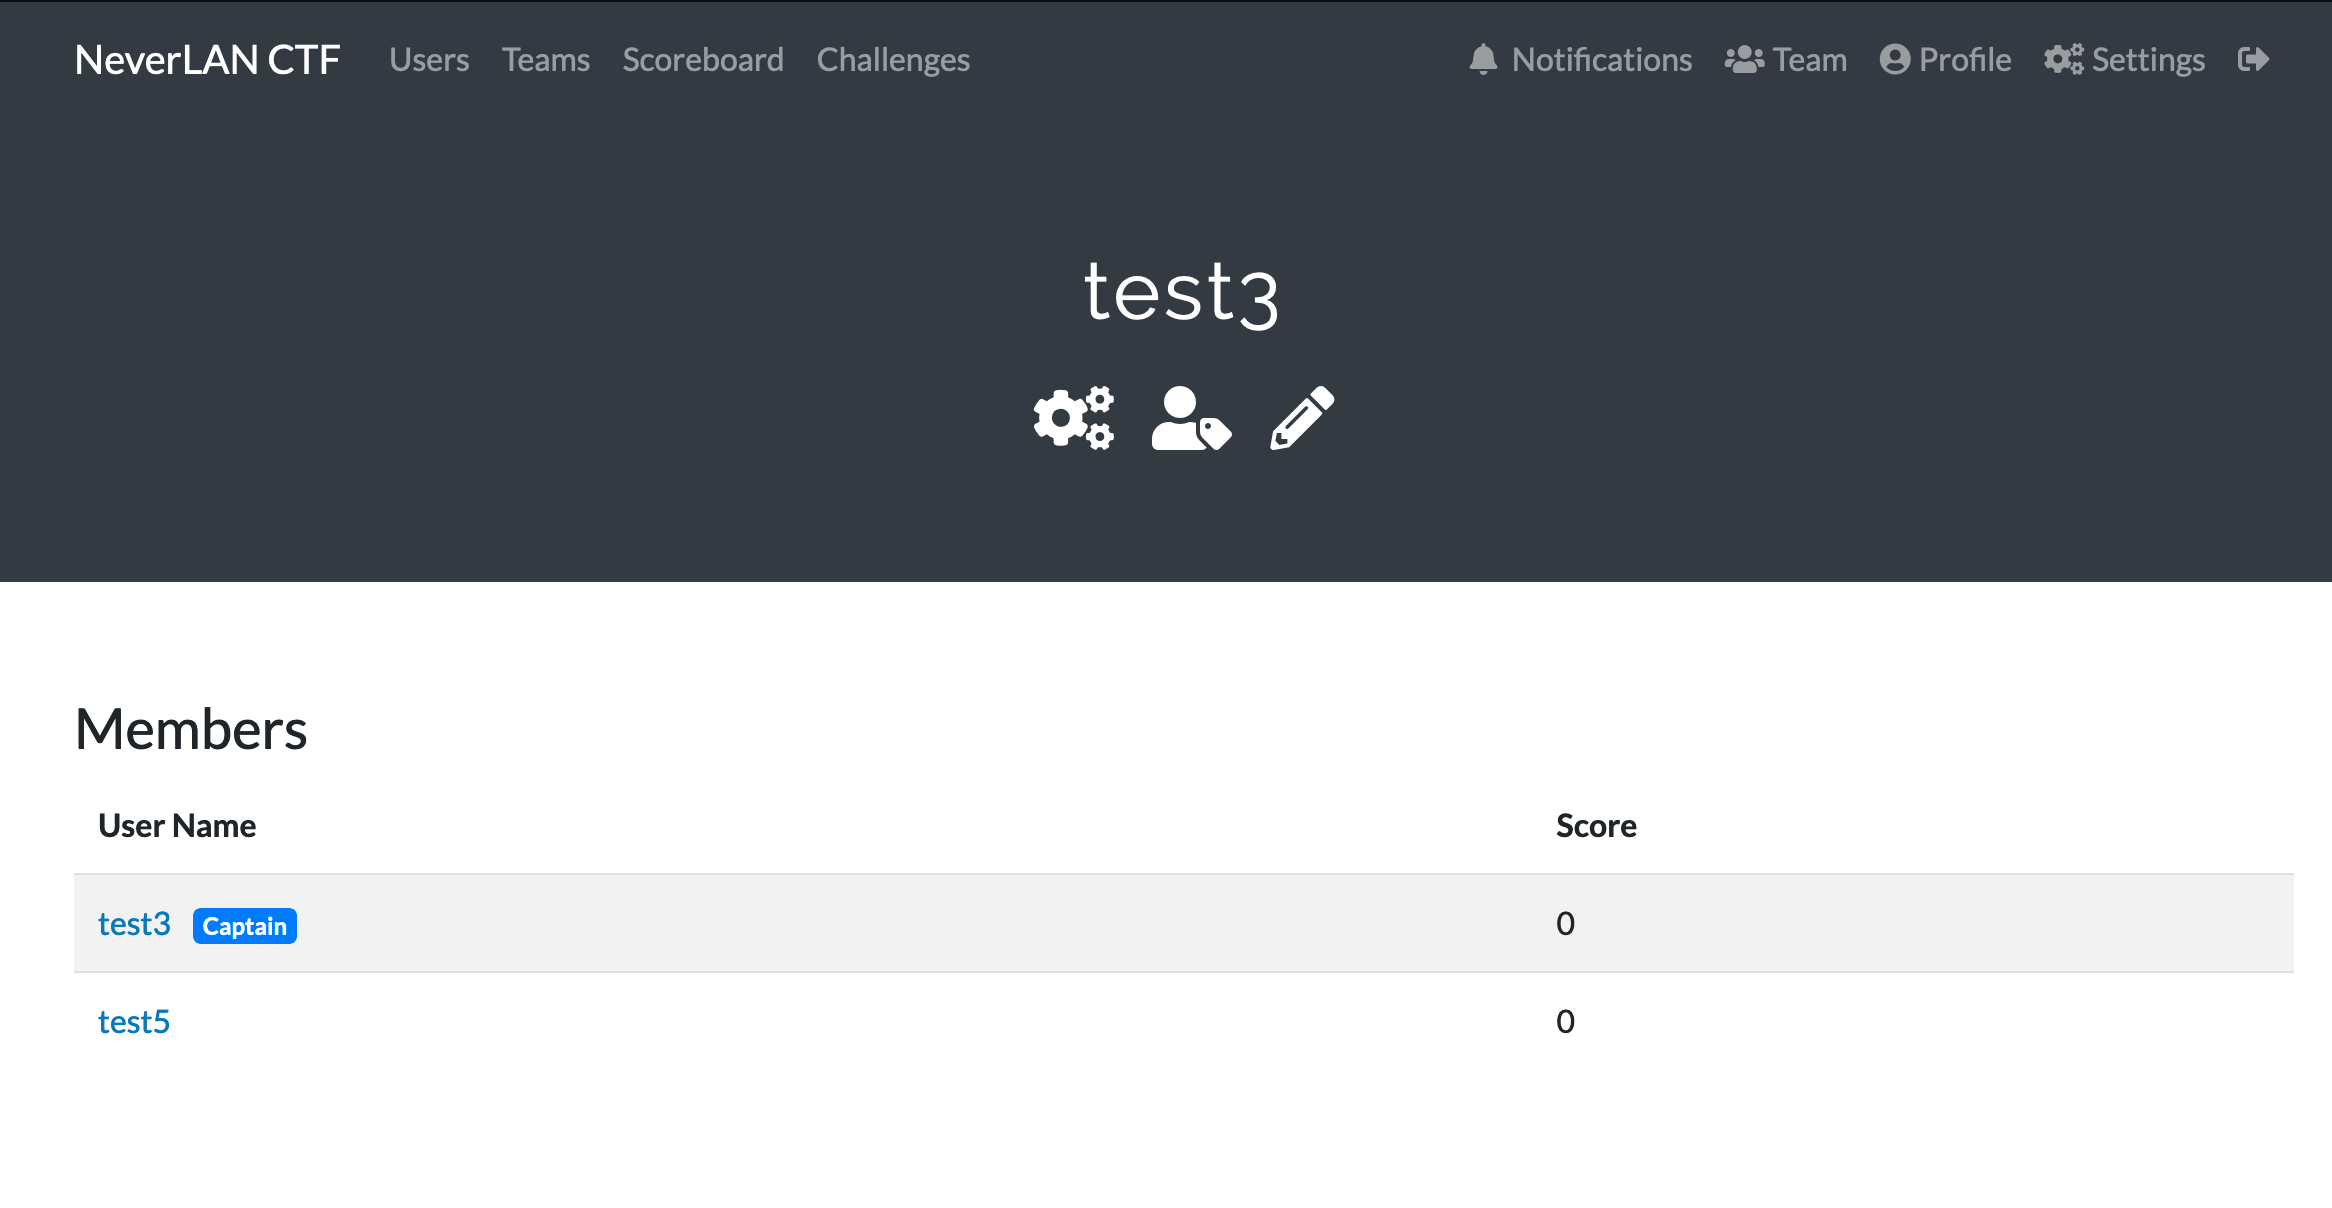 NeverLAN CTF Users Teams Scoreboard Challenges Notifications Team Profile Settings
test3
Members
User Name Score
test3 Captain 0
test5 0